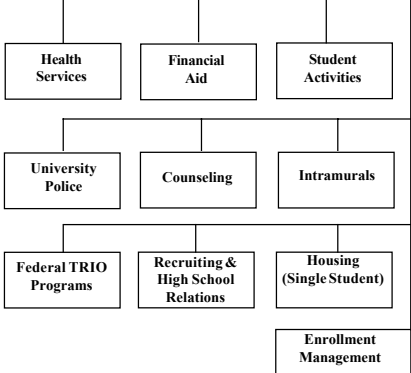 Health
Services
Financial
Aid
Student
Activities
University
Police
Counseling
Intramurals
Federal TRIO
Programs
Recruiting &
High School
Relations
Housing
(Single Student)
Enrollment
Management